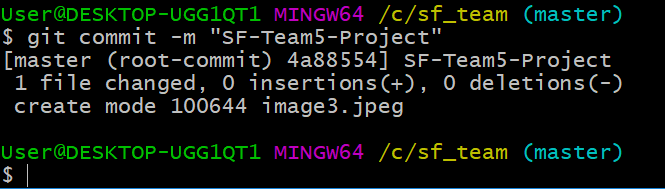 User@DESKTOP-UGG1QT1 MINGW64 /c/sf_team (master)
$ git commit -m "SF-Team5-Project"
[master (root-commit) 4a88554] SF-Team5-Project
 1 file changed, 0 insertions(+), 0 deletions(-)
 create mode 100644 image3.jpeg

User@DESKTOP-UGG1QT1 MINGW64 /c/sf_team (master)
$